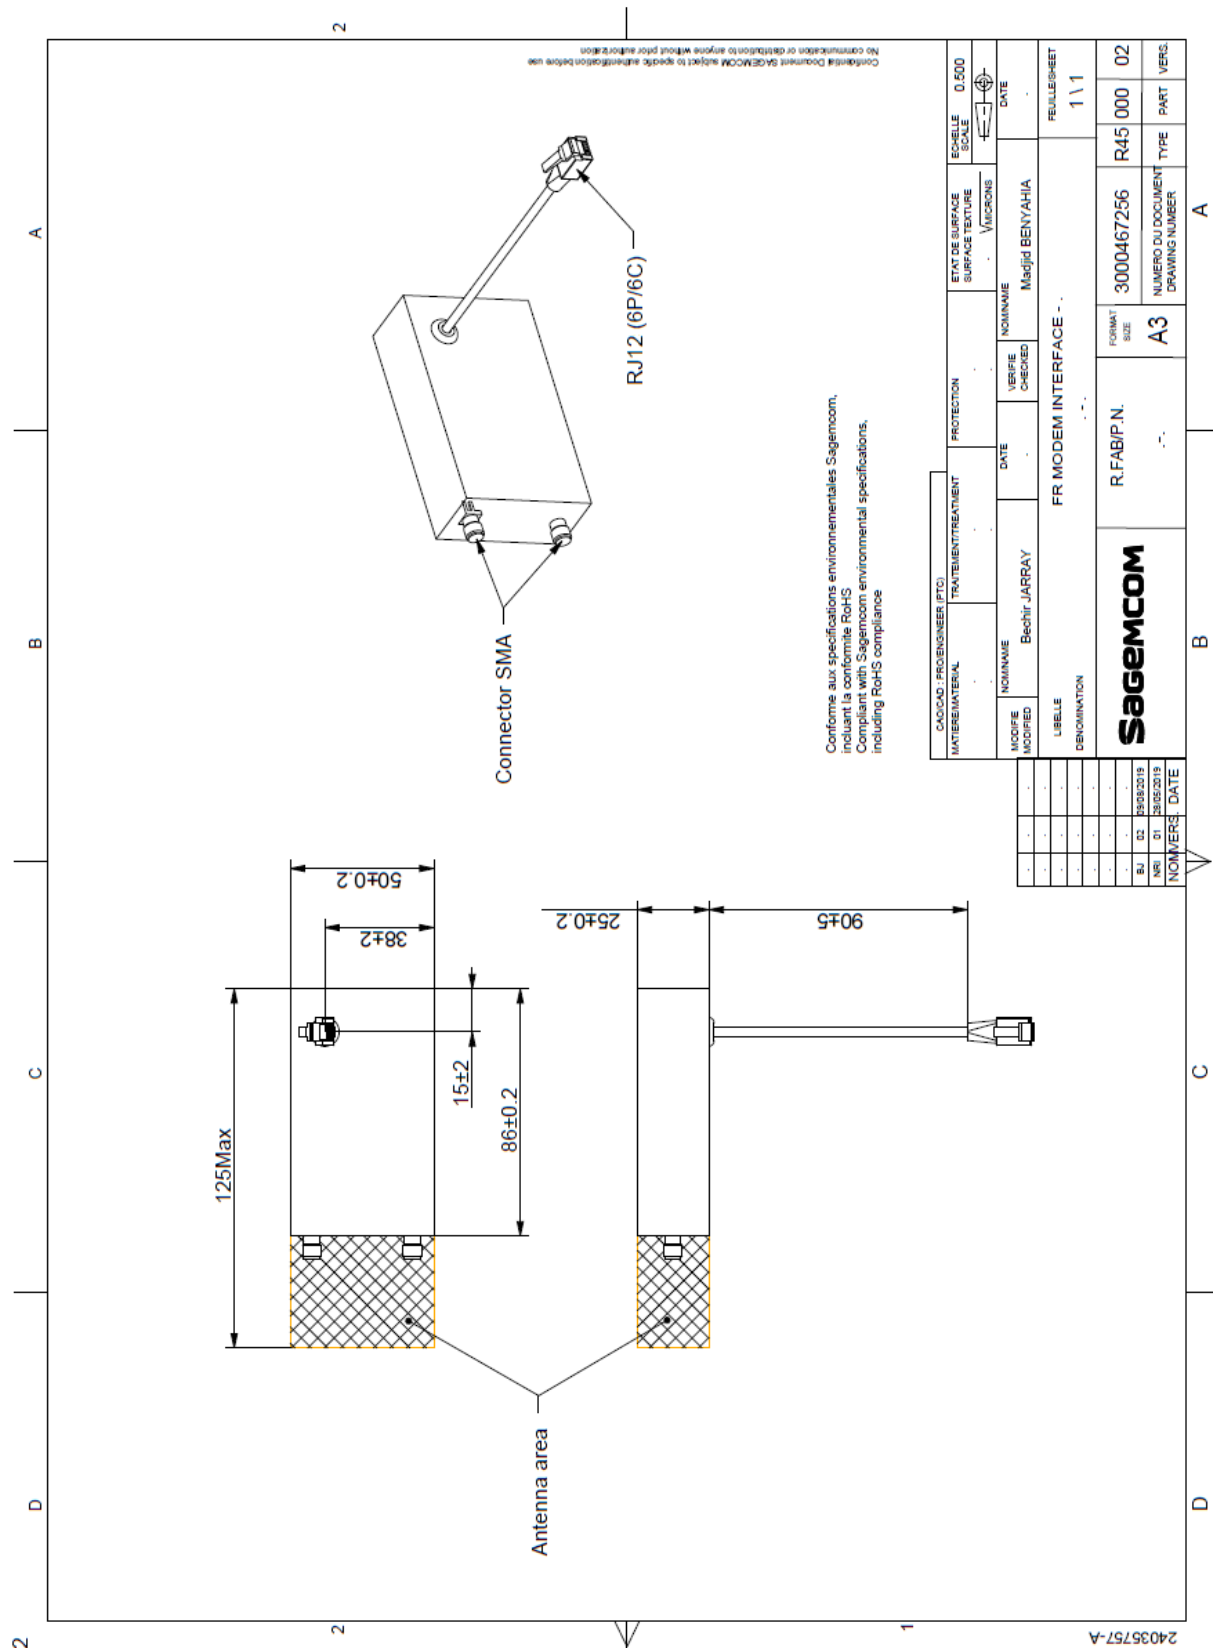 2
D
C
B
A
2
2
1
Confidential Document SAGEMCOM subject to specific authentification before use
No communication or distribution to anyone without prior authorization
125Max
15±2
86±0.2
38±2
50±0.2
25±0.2
90±5
Antenna area
Connector SMA
RJ12 (6P/6C)
Conforme aux specifications environnementales Sagemcom,
incluant la conformite RoHS
Compliant with Sagemcom environmental specifications,
including RoHS compliance
CAO/CAD : PRO/ENGINEER (PTC)
MATIERE/MATERIAL
TRAITEMENT/TREATMENT
PROTECTION
ETAT DE SURFACE
SURFACE TEXTURE
√MICRONS
ECHELLE
SCALE
0.500
MODIFIE
MODIFIED
NOM/NAME
Bechir JARRAY
DATE
VERIFIE
CHECKED
NOM/NAME
Madjid BENYAHIA
DATE
LIBELLE
DENOMINATION
FR MODEM INTERFACE - .
. - .
FEUILLE/SHEET
1 \ 1
BJ 02 09/08/2019
NRI 01 28/05/2019
NOM VERS. DATE
SAGEMCOM
R.FAB/P.N.
.-.
FORMAT
SIZE
A3
3000467256
R45
000
02
NUMERO DU DOCUMENT
DRAWING NUMBER
TYPE
PART
VERS.
D
C
B
A
24035757-A